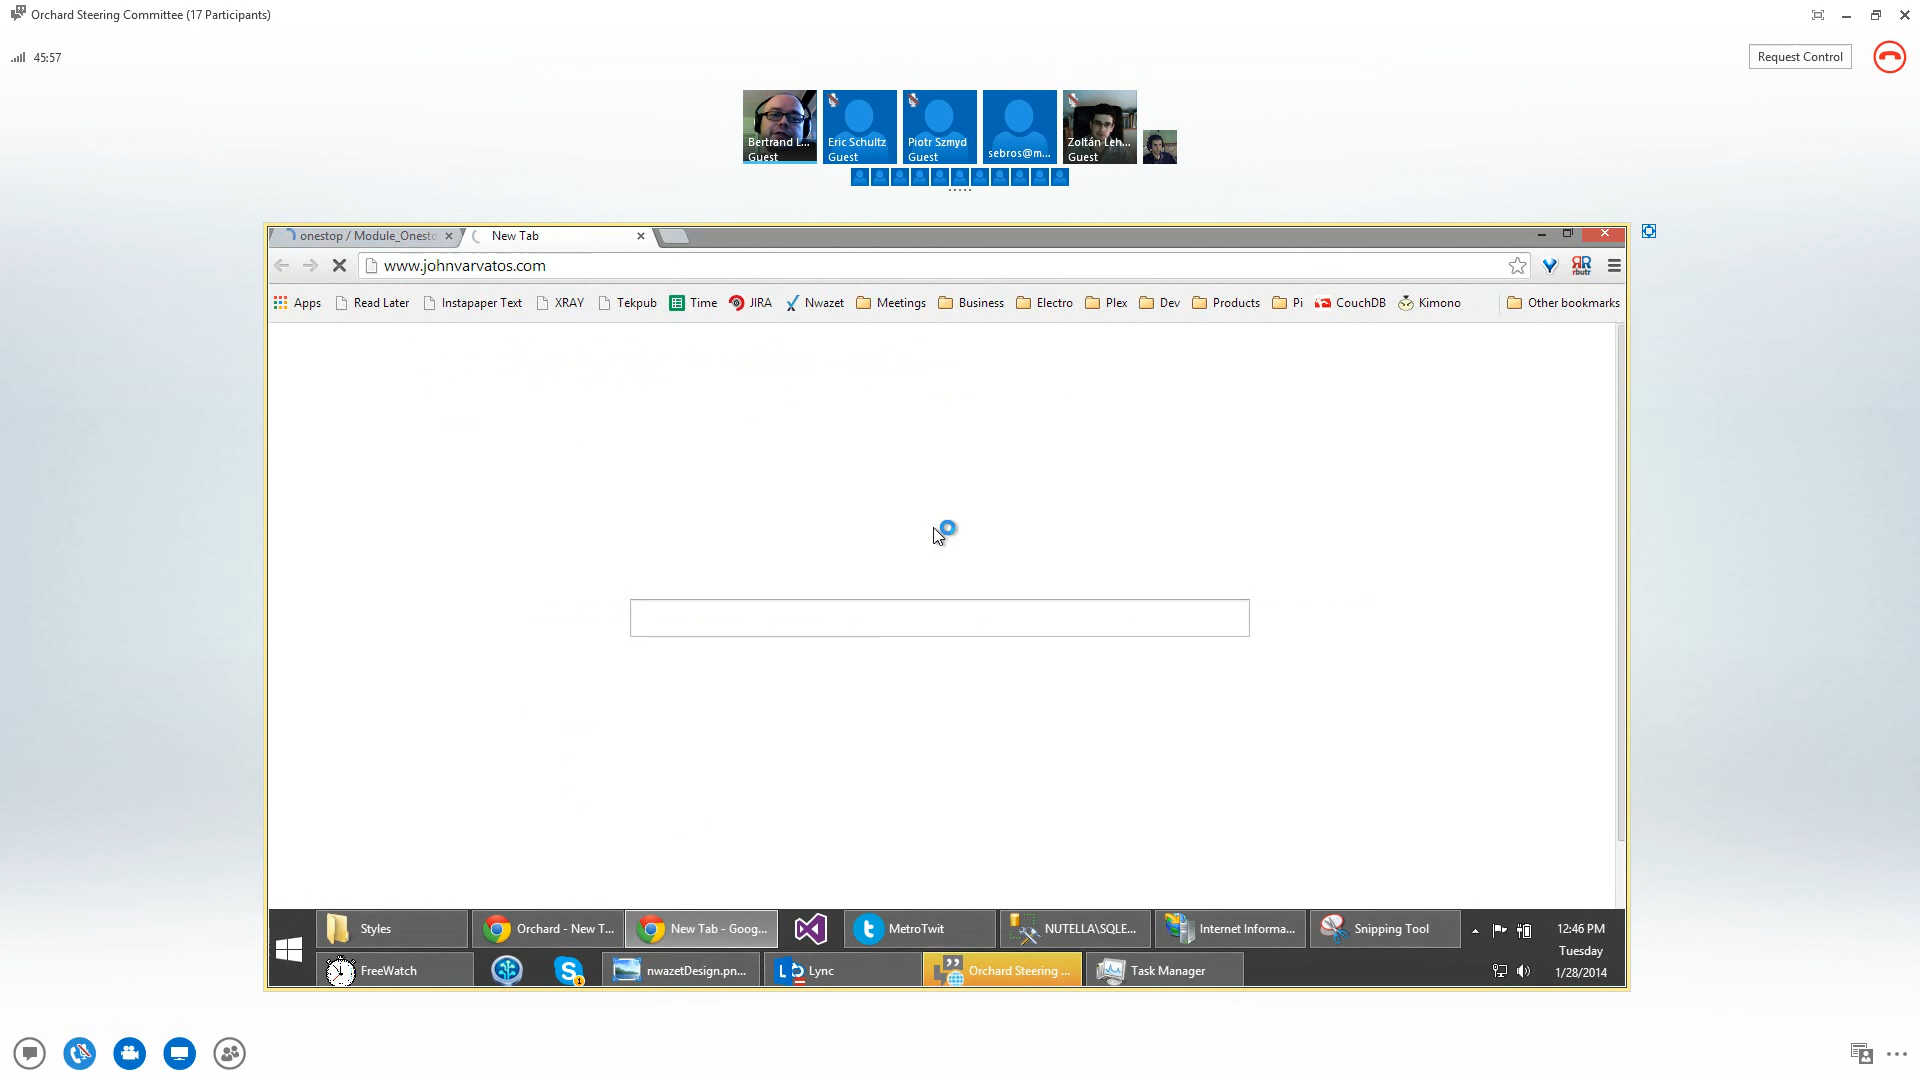 Orchard Steering Committee (17 Participants)
45:57
Request Control
Bertrand L...
Guest
Eric Schultz
Guest
Piotr Szmyd
Guest
sebros@m...
Zoltán Leh...
Guest
onestop / Module_Onesto
New Tab
www.johnvarvatos.com
rbutr
Apps
Read Later
Instapaper Text
XRAY
Tekpub
Time
JIRA
Nwazet
Meetings
Business
Electro
Plex
Dev
Products
Pi
CouchDB
Kimono
Other bookmarks
Styles
Orchard - New T...
New Tab - Goog...
MetroTwit
NUTELLA\SQLE...
Internet Informa...
Snipping Tool
12:46 PM
Tuesday
1/28/2014
FreeWatch
nwazetDesign.pn...
Lync
Orchard Steering ...
Task Manager